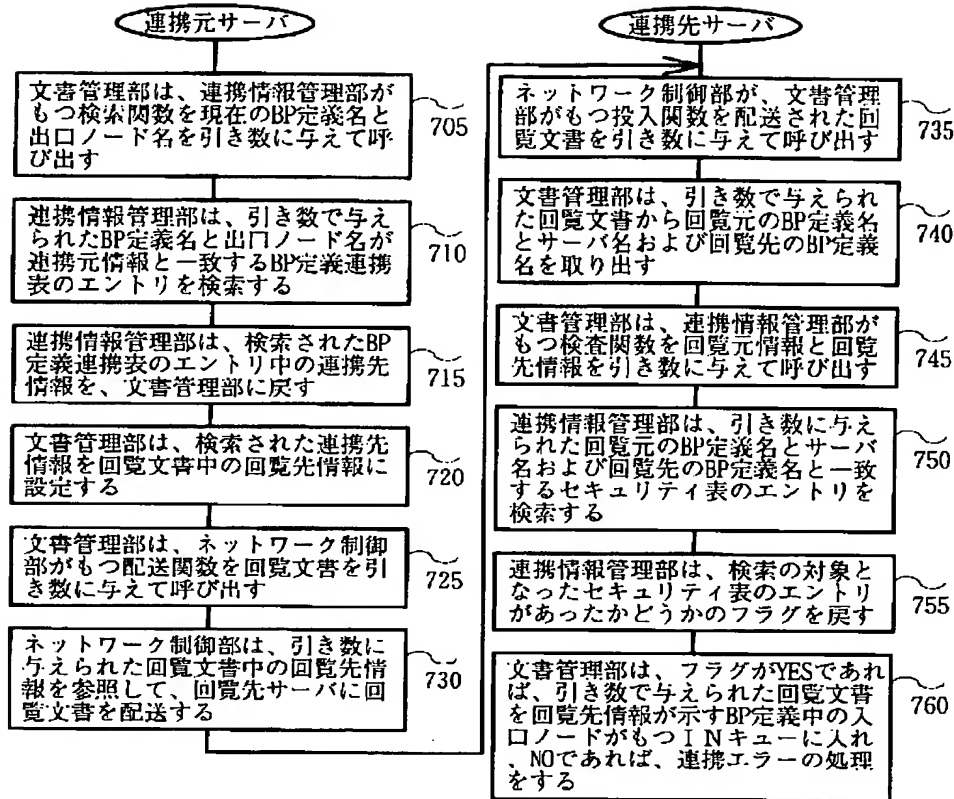 連携元サーバ
文書管理部は、連携情報管理部が
もつ検索関数を現在のBP定義名と
出口ノード名を引き数に与えて呼
び出す
705
連携情報管理部は、引き数で与え
られたBP定義名と出口ノード名が
連携元情報と一致するBP定義連携
表のエントリを検索する
710
連携情報管理部は、検索されたBP
定義連携表のエントリ中の連携先
情報を、文書管理部に戻す
715
文書管理部は、検索された連携先
情報を回覧文書中の回覧先情報に
設定する
720
文書管理部は、ネットワーク制御
部がもつ配送関数を回覧文書を引
き数に与えて呼び出す
725
ネットワーク制御部は、引き数に
与えられた回覧文書中の回覧先情
報を参照して、回覧先サーバに回
覧文書を配送する
730
連携先サーバ
ネットワーク制御部が、文書管理
部がもつ投入関数を配送された回
覧文書を引き数に与えて呼び出す
735
文書管理部は、引き数で与えられ
た回覧文書から回覧元のBP定義名
とサーバ名および回覧先のBP定義
名を取り出す
740
文書管理部は、連携情報管理部が
もつ検査関数を回覧元情報と回覧
先情報を引き数に与えて呼び出す
745
連携情報管理部は、引き数に与え
られた回覧元のBP定義名とサーバ
名および回覧先のBP定義名と一致
するセキュリティ表のエントリを
検索する
750
連携情報管理部は、検索の対象と
なったセキュリティ表のエントリ
があったかどうかのフラグを戻す
755
文書管理部は、フラグがYESであれ
ば、引き数で与えられた回覧文書
を回覧先情報が示すBP定義中の入
口ノードがもつINキューに入れ
、NOであれば、連携エラーの処理
をする
760